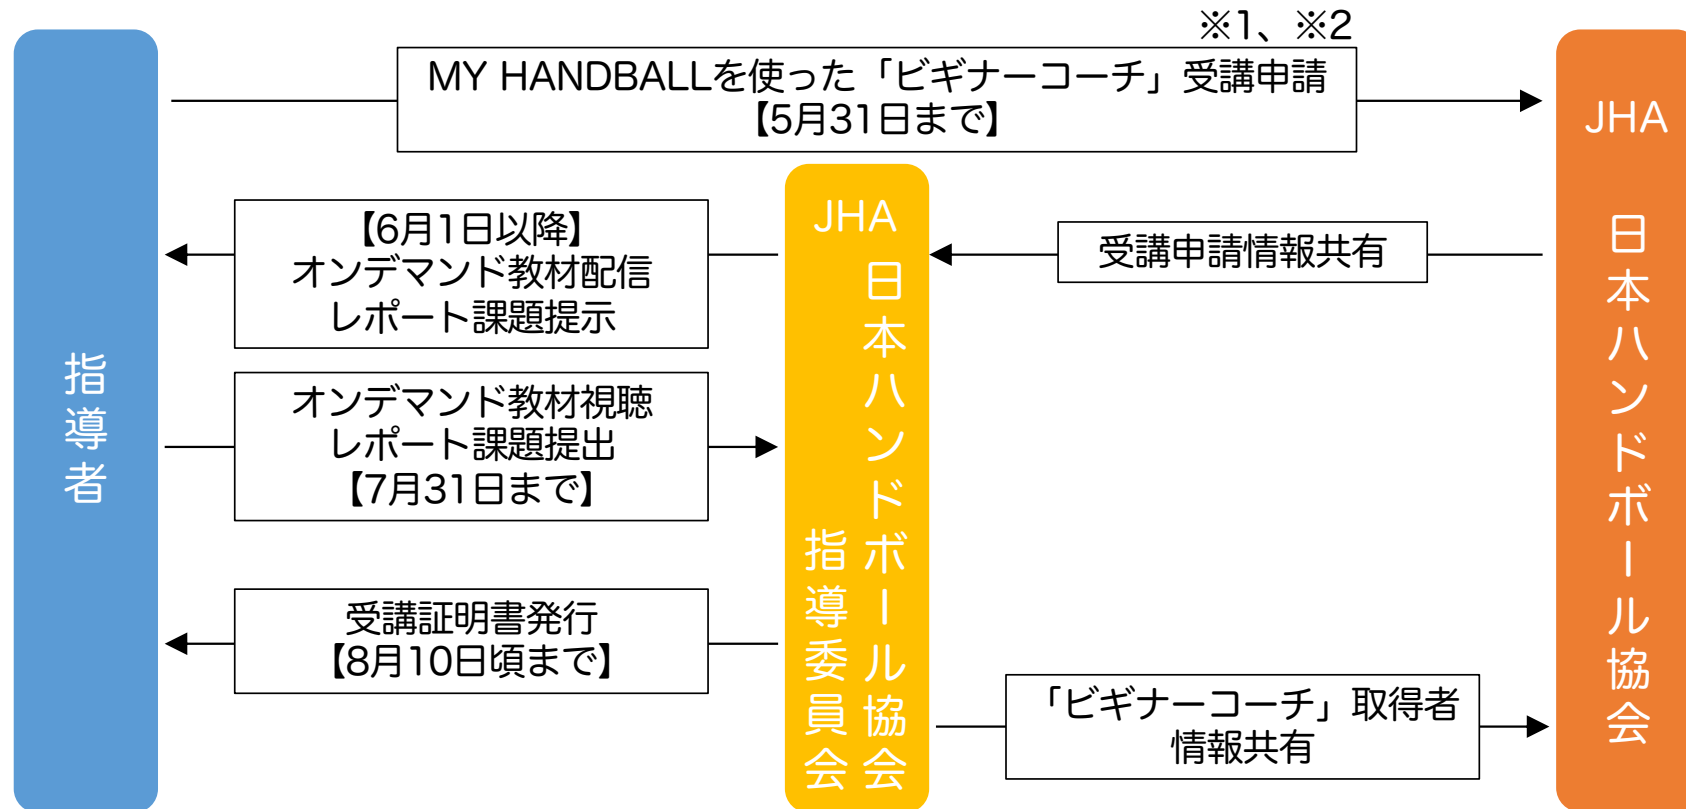 ※1、※2
MY HANDBALLを使った「ビギナーコーチ」受講申請
【5月31日まで】
指導者
JHA 日本ハンドボール協会
指導委員会
JHA 日本ハンドボール協会
受講申請情報共有
【6月1日以降】
オンデマンド教材配信
レポート課題提示
オンデマンド教材視聴
レポート課題提出
【7月31日まで】
受講証明書発行
【8月10日頃まで】
「ビギナーコーチ」取得者
情報共有